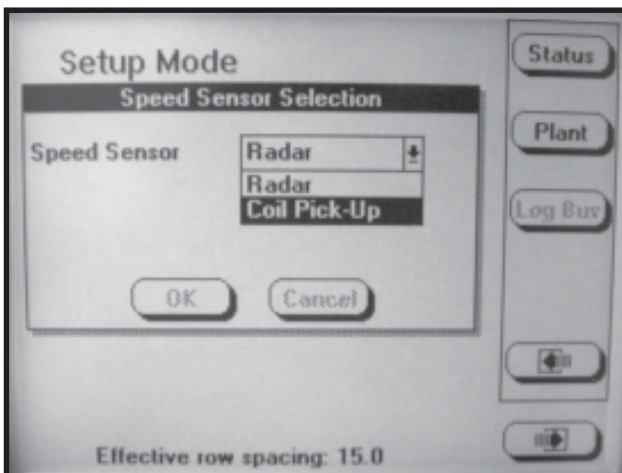 Setup Mode
Speed Sensor Selection
Speed Sensor
Radar
Radar
Coil Pick-Up
OK
Cancel
Effective row spacing: 15.0
Status
Plant
Log Bus